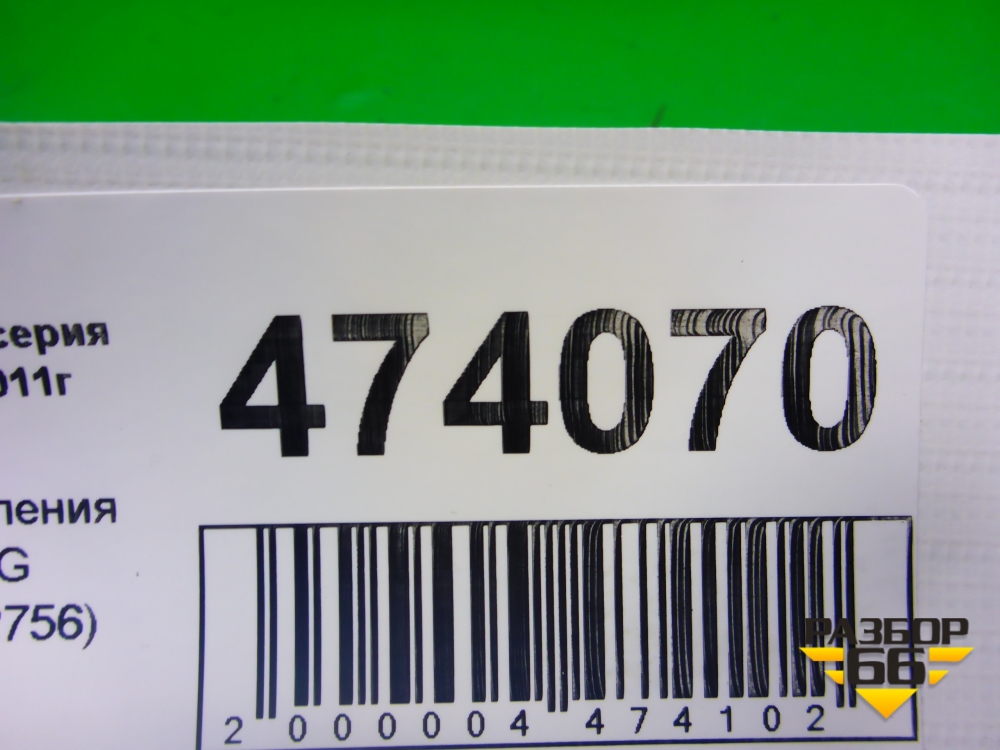 серия
474070
011г
ления
G
756)
2 000004 474102
РАЗБОР
66